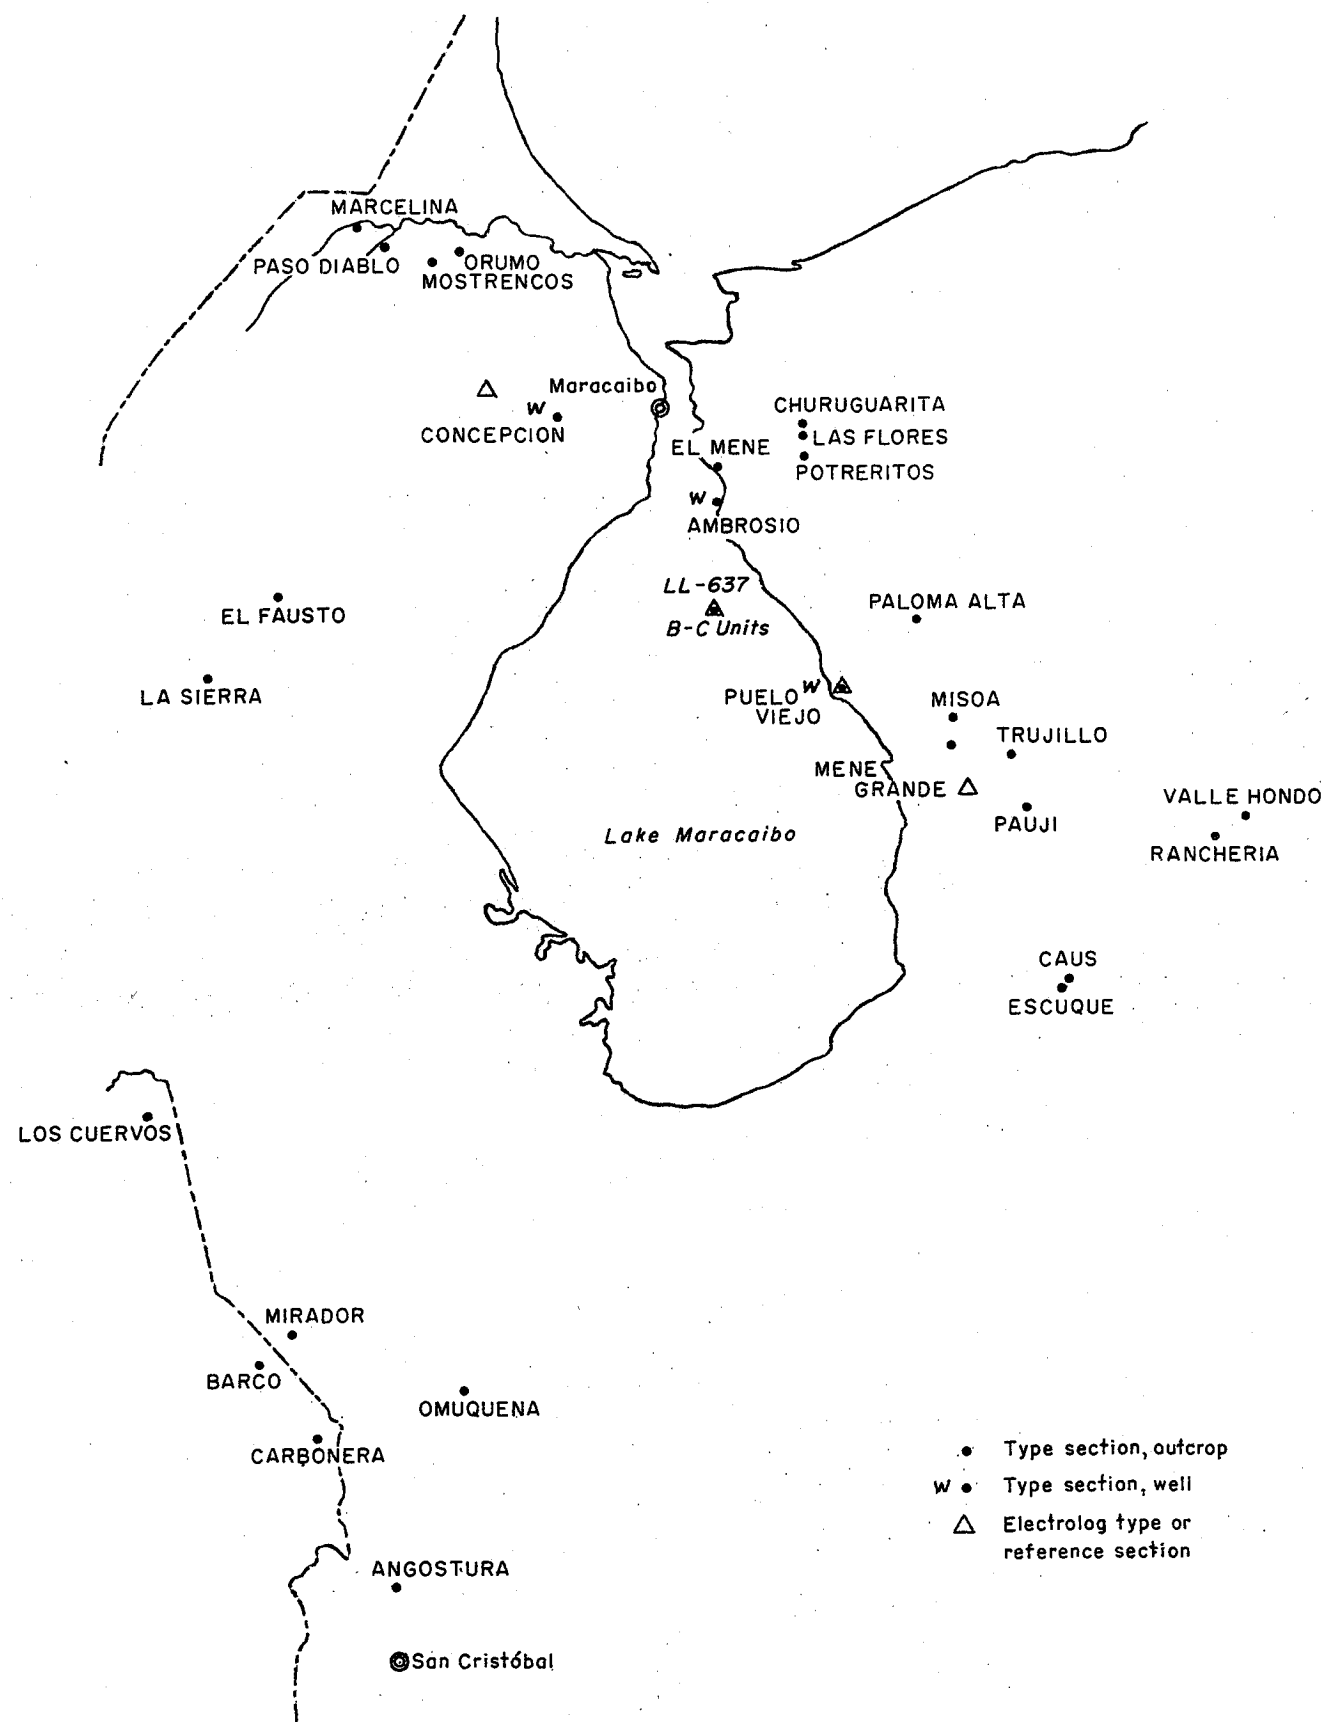 MARCELINA
PASO DIABLO
ORUMO
MOSTRENCOS
Maracaibo
W
CONCEPCION
CHURUGUARITA
LAS FLORES
EL MENE
POTRERITOS
W
AMBROSIO
LL-637
B-C Units
PALOMA ALTA
EL FAUSTO
LA SIERRA
W
PUELO
VIEJO
MISOA
TRUJILLO
MENE
GRANDE
VALLE HONDO
PAUJI
RANCHERIA
Lake Maracaibo
CAUS
ESCUQUE
LOS CUERVOS
MIRADOR
BARCO
OMUQUENA
CARBONERA
Type section, outcrop
W
Type section, well
Electrolog type or
reference section
ANGOSTURA
San Cristóbal